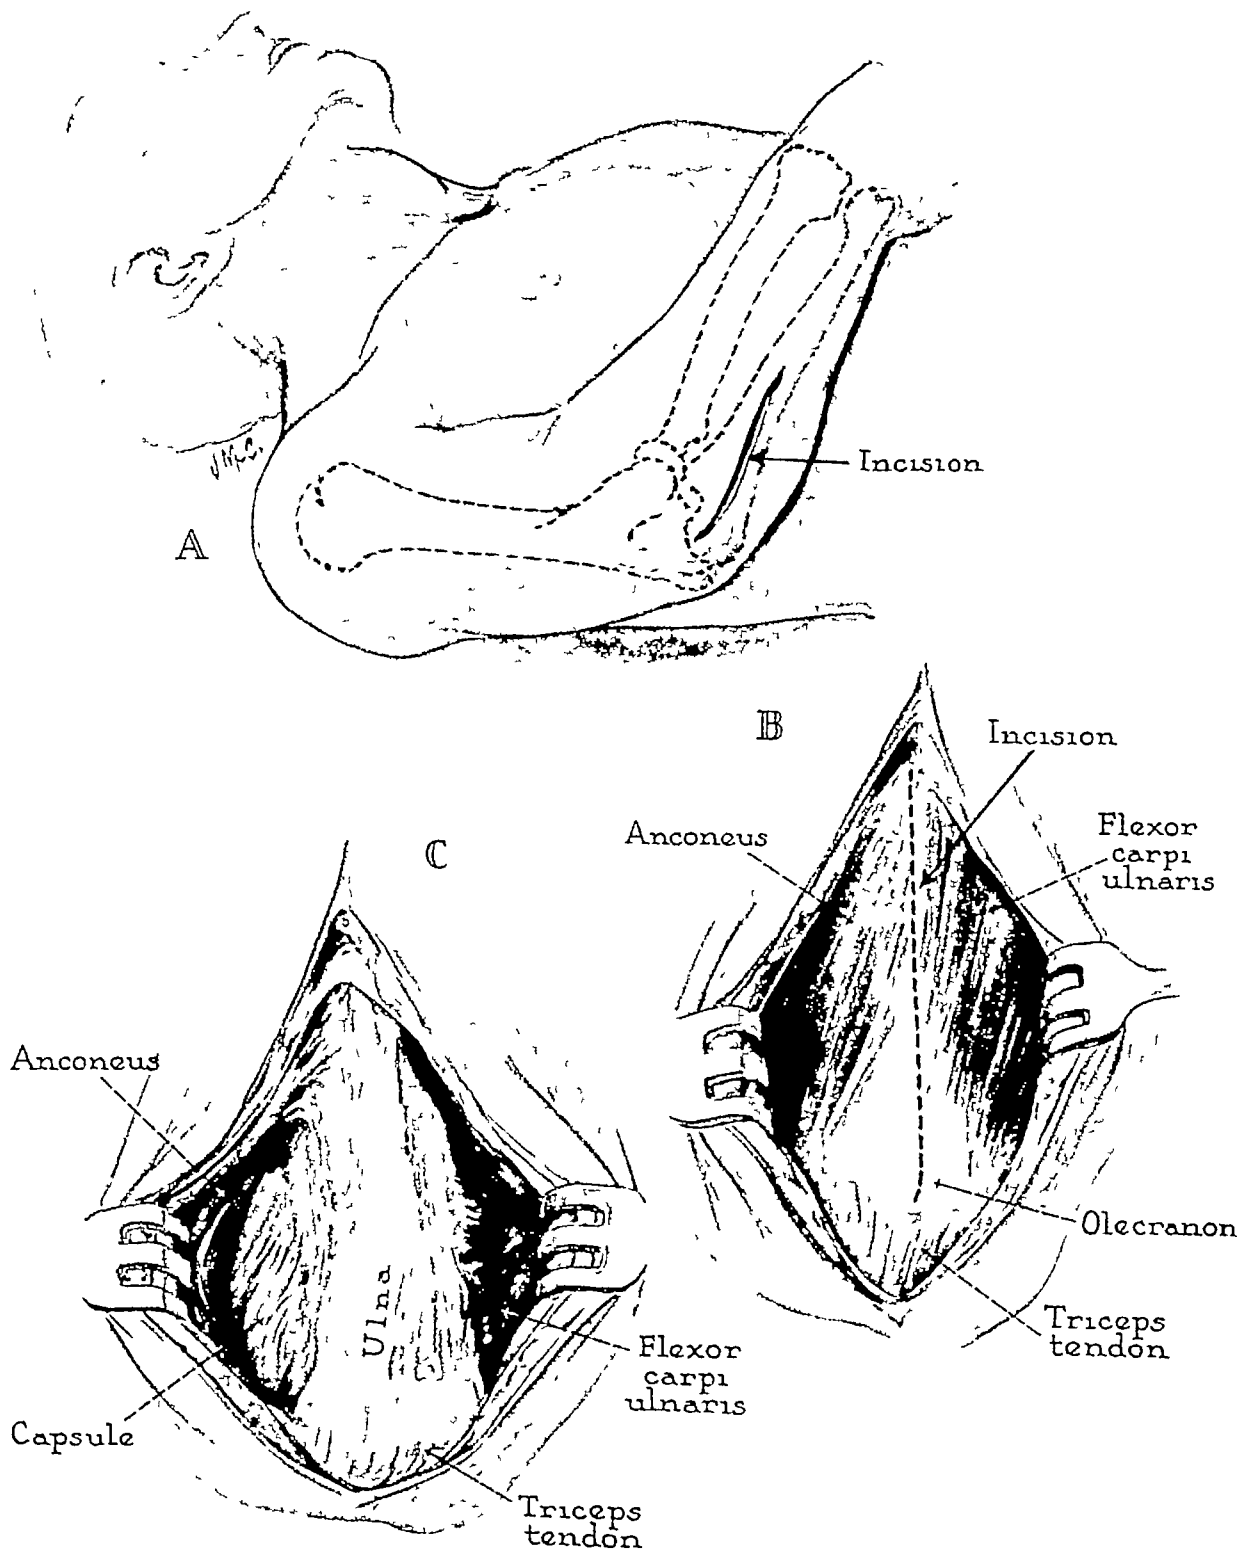 Incision
A
B
Incision
Anconeus
Flexor
carpi
ulnaris
Olecranon
Triceps
tendon
C
Anconeus
Ulna
Flexor
carpi
ulnaris
Capsule
Triceps
tendon